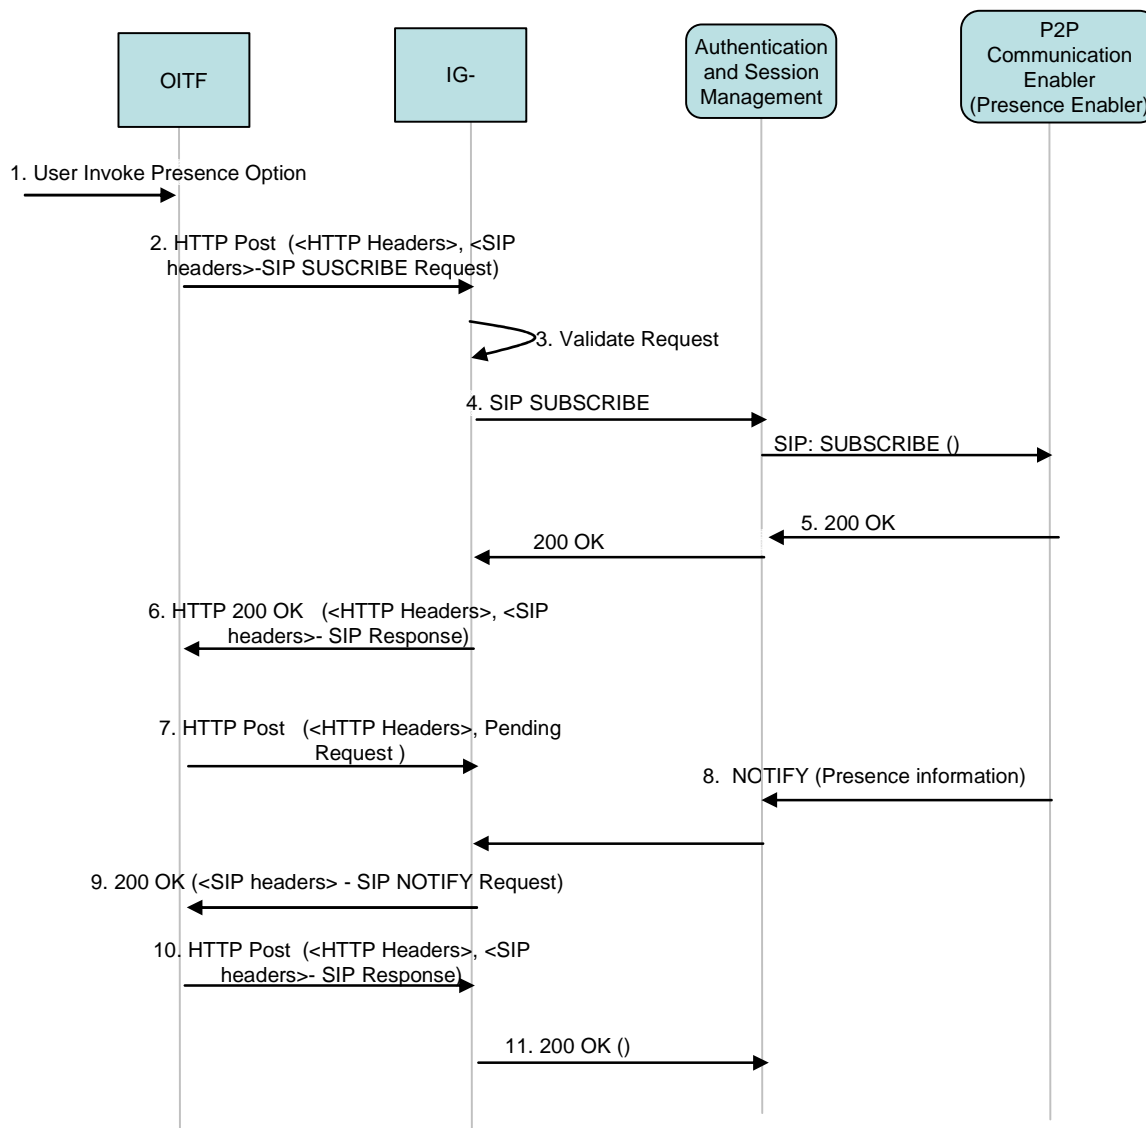 OITF
IG-
Authentication
and Session
Management
P2P
Communication
Enabler
(Presence Enabler)
1. User Invoke Presence Option
2. HTTP Post  (<HTTP Headers>, <SIP
headers>-SIP SUSCRIBE Request)
3. Validate Request
4. SIP SUBSCRIBE
SIP: SUBSCRIBE ()
5. 200 OK
200 OK
6. HTTP 200 OK   (<HTTP Headers>, <SIP
headers>- SIP Response)
7. HTTP Post   (<HTTP Headers>, Pending
Request )
8.  NOTIFY (Presence information)
9. 200 OK (<SIP headers> - SIP NOTIFY Request)
10. HTTP Post  (<HTTP Headers>, <SIP
headers>- SIP Response)
11. 200 OK ()